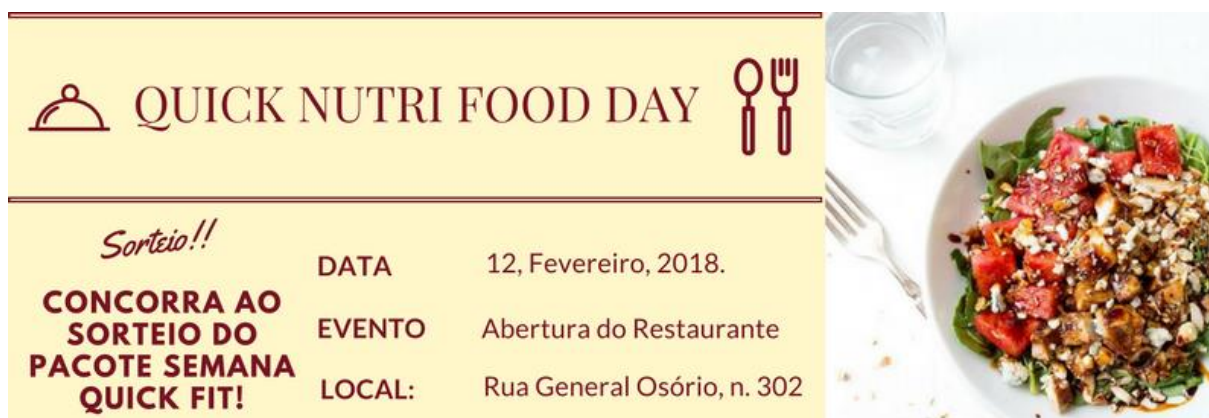 QUICK NUTRI FOOD DAY
Sorteio!!
CONCORRA AO
SORTEIO DO
PACOTE SEMANA
QUICK FIT!
DATA 12, Fevereiro, 2018.
EVENTO Abertura do Restaurante
LOCAL: Rua General Osório, n. 302